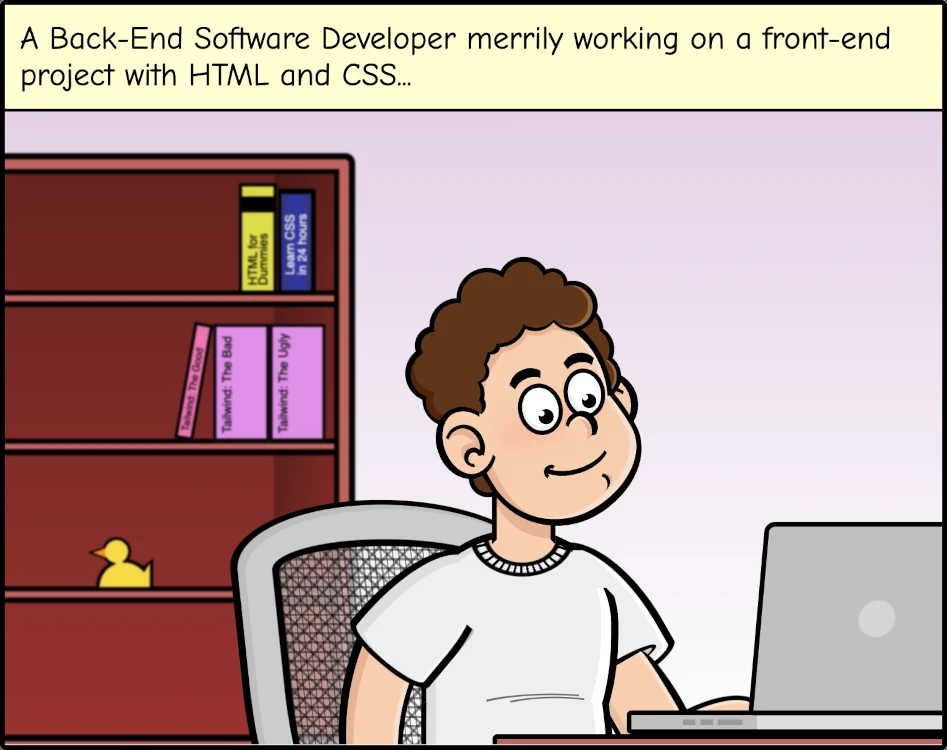 A Back-End Software Developer merrily working on a front-end
project with HTML and CSS...
HTML for
Dummies
Learn CSS
in 24 hours
Tailwind: The Good
Tailwind: The Bad
Tailwind: The Ugly